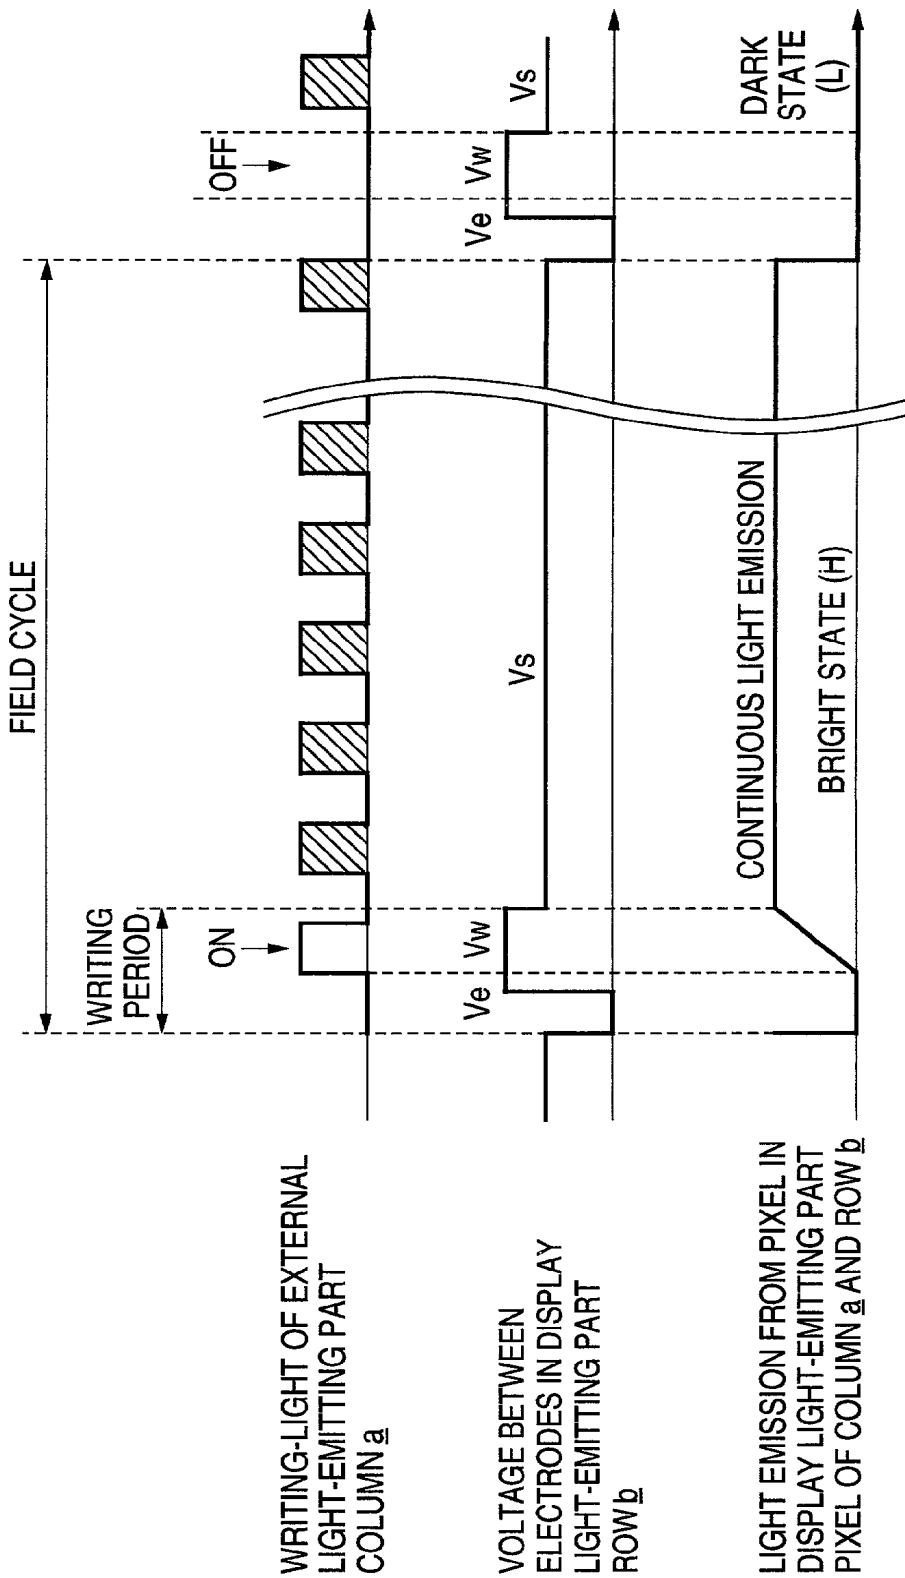 FIELD CYCLE
WRITING
PERIOD
ON
OFF
WRITING-LIGHT OF EXTERNAL
LIGHT-EMITTING PART
COLUMN a
Ve
Vw
Vs
Ve
Vw
Vs
VOLTAGE BETWEEN
ELECTRODES IN DISPLAY
LIGHT-EMITTING PART
ROW b
CONTINUOUS LIGHT EMISSION
BRIGHT STATE (H)
DARK
STATE
(L)
LIGHT EMISSION FROM PIXEL IN
DISPLAY LIGHT-EMITTING PART
PIXEL OF COLUMN a AND ROW b